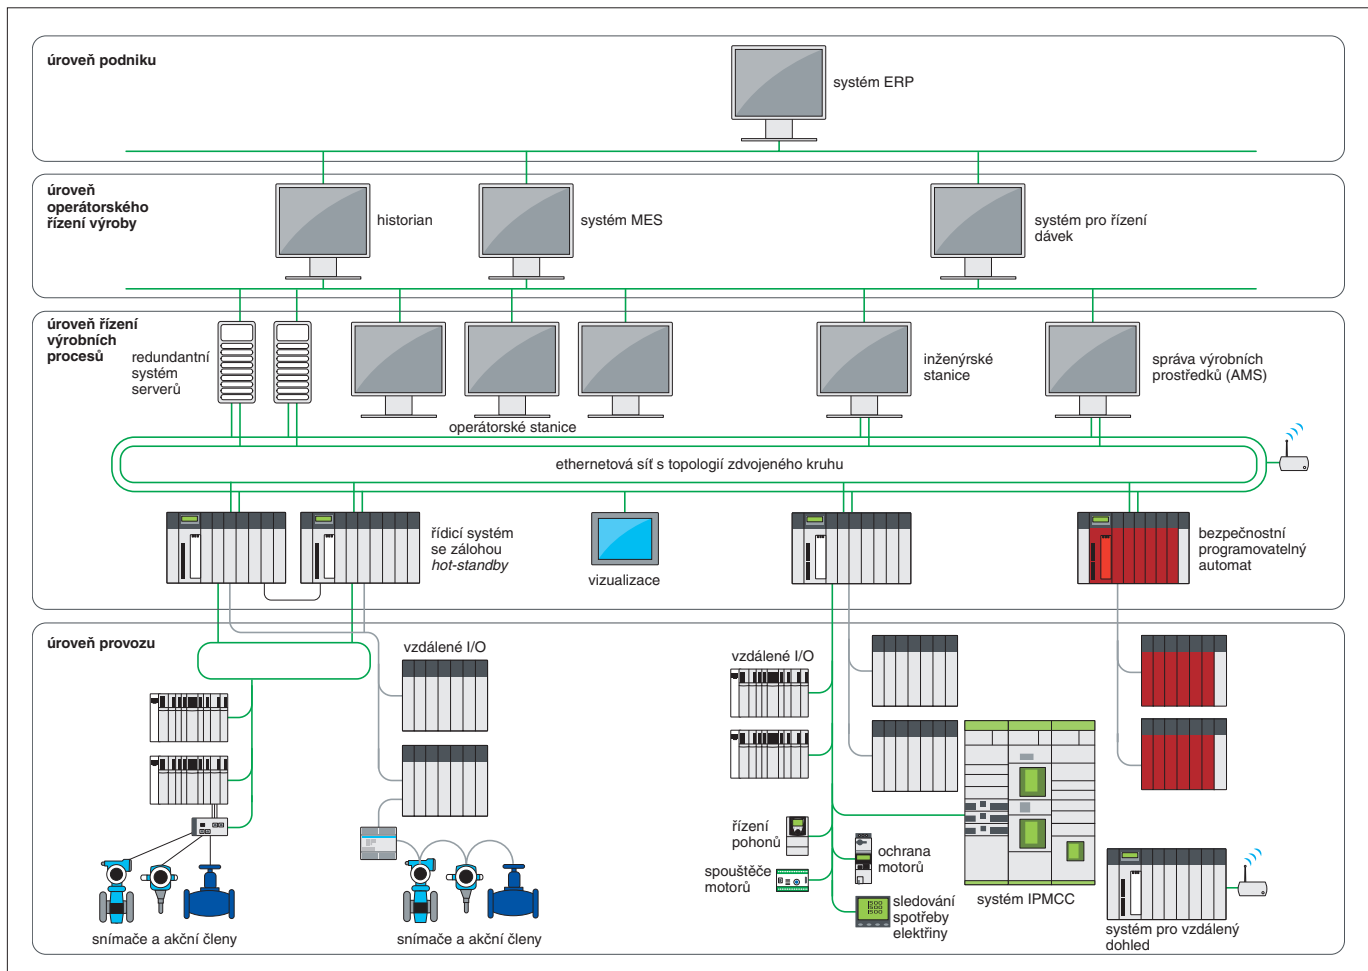 úroveň podniku
systém ERP
úroveň
operátorského
řízení výroby
historian
systém MES
systém pro řízení
dávek
úroveň řízení
výrobních
procesů
redundantní
systém
serverů
operátorské stanice
inženýrské
stanice
správa výrobních
prostředků (AMS)
ethernetová síť s topologií zdvojeného kruhu
řídicí systém
se zálohou
hot-standby
vizualizace
bezpečnostní
programovatelný
automat
úroveň provozu
vzdálené I/O
vzdálené I/O
řízení
pohonů
ochrana
motorů
spouštěče
motorů
sledování
spotřeby
elektřiny
systém IPMCC
systém pro vzdálený
dohled
snímače a akční členy
snímače a akční členy